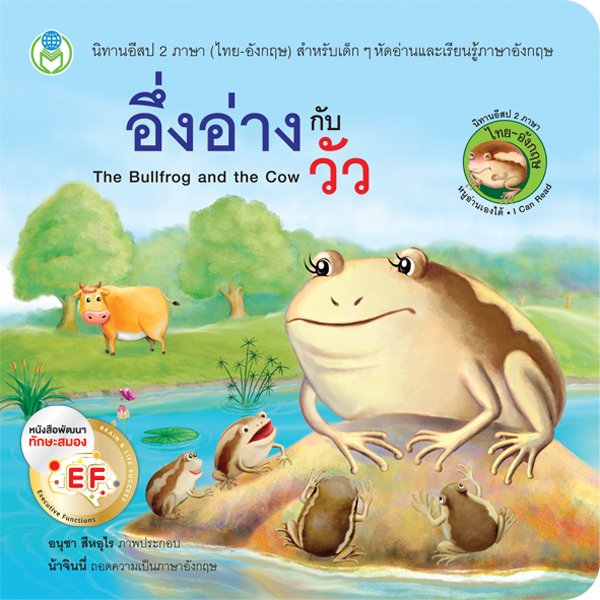 นิทานอีสป 2 ภาษา (ไทย-อังกฤษ) สำหรับเด็ก ๆ หัดอ่านและเรียนรู้ภาษาอังกฤษ
อึ่งอ่างกับวัว
The Bullfrog and the Cow
นิทานอีสป 2 ภาษา
ไทย-อังกฤษ
หนูอ่านเองได้ • I Can Read
หนังสือพัฒนา
ทักษะสมอง
EF
BRAIN & LIFE SUCCESS
Executive Functions
อนุชา สีหอุไร ภาพประกอบ
น้าจินนี่ ถอดความเป็นภาษาอังกฤษ